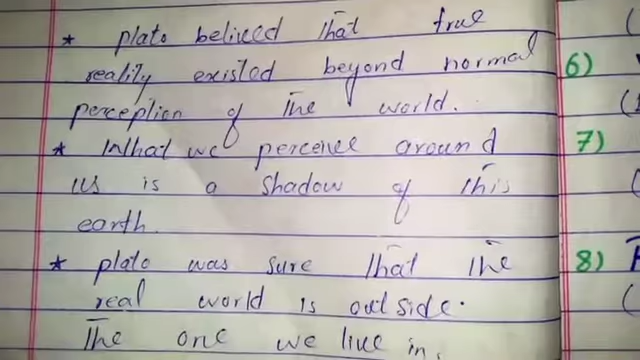 * plato belived that true
reality existed beyond normal
perception of the world.
* What we perceive around
us is a shadow of this
earth.
* plato was sure that the
real world is outside.
The one we live in.
6)
7)
8)